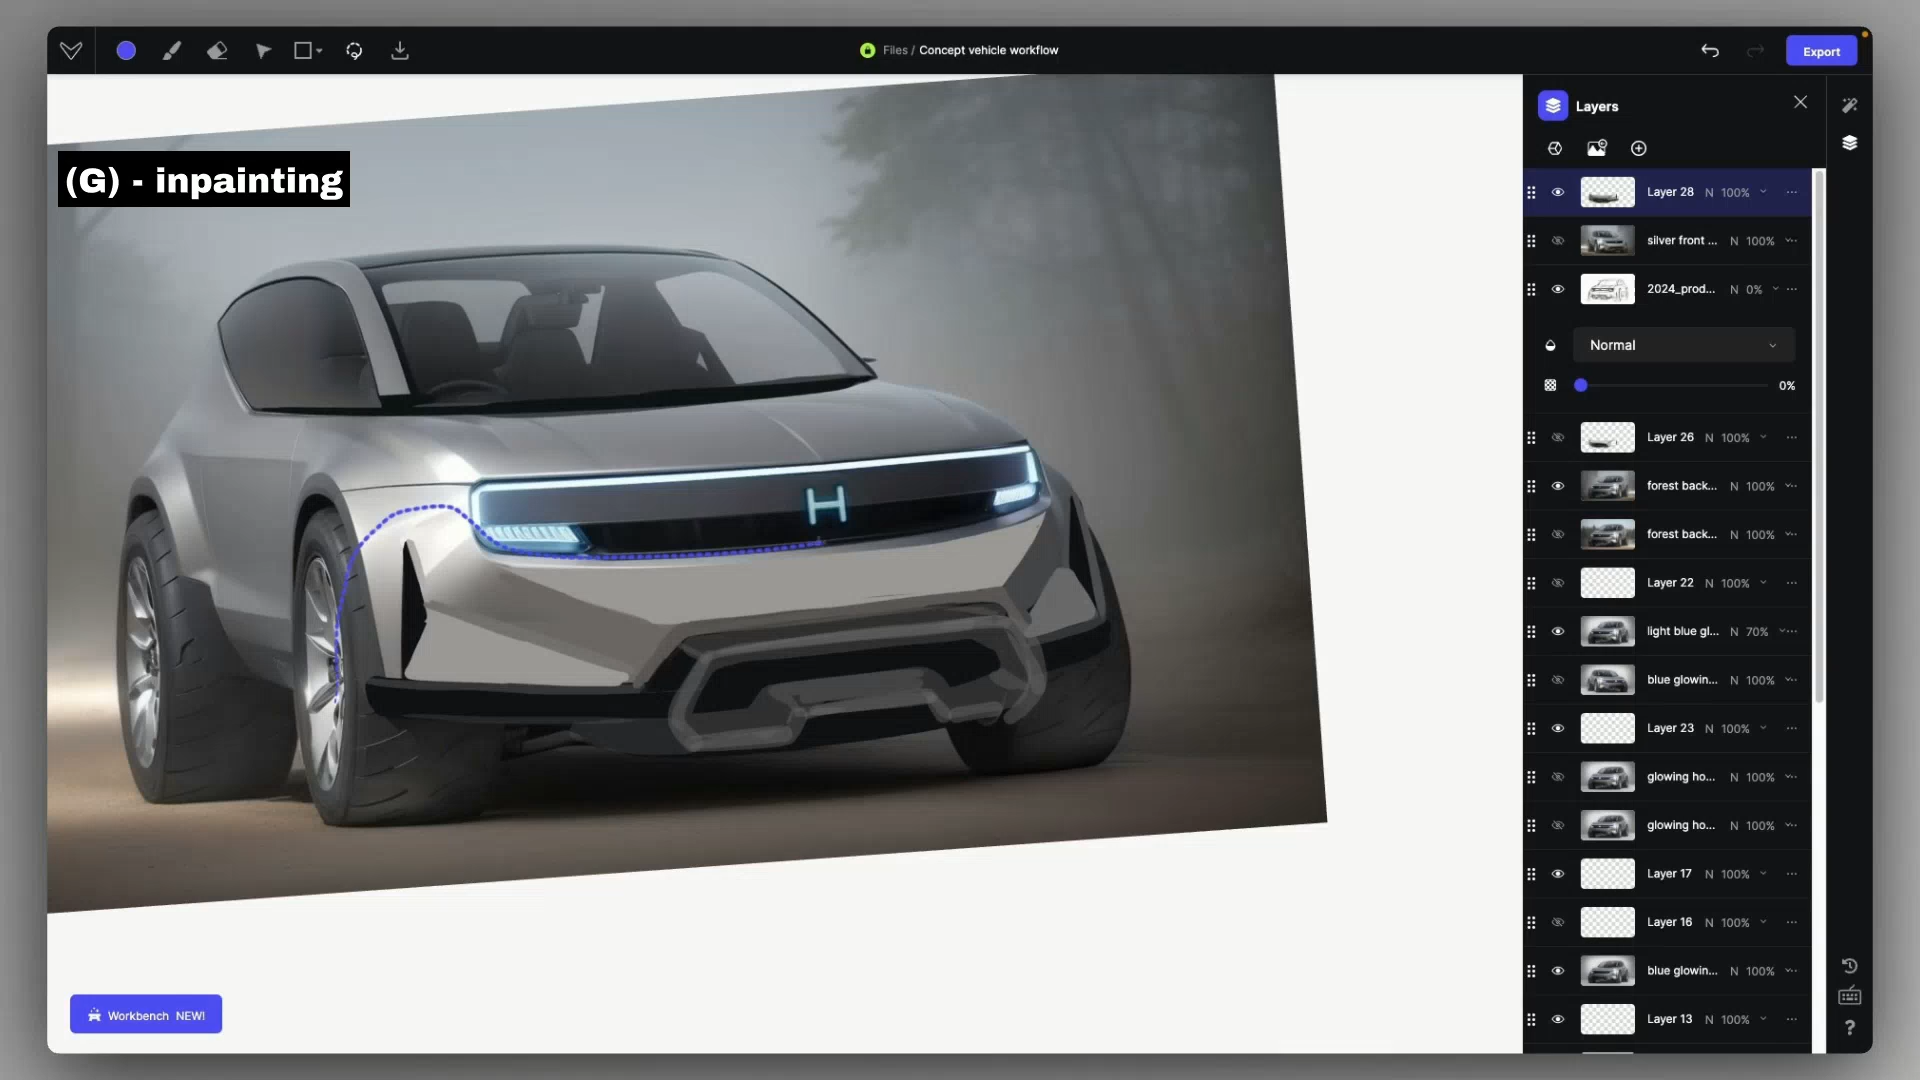 Files / Concept vehicle workflow
Export
(G) - inpainting
H
Workbench NEW!
Layers
Layer 28 N 100%
silver front ... N 100%
2024_prod... N 0%
Normal
0%
Layer 26 N 100%
forest back... N 100%
forest back... N 100%
Layer 22 N 100%
light blue gl... N 70%
blue glowin... N 100%
Layer 23 N 100%
glowing ho... N 100%
glowing ho... N 100%
Layer 17 N 100%
Layer 16 N 100%
blue glowin... N 100%
Layer 13 N 100%
?